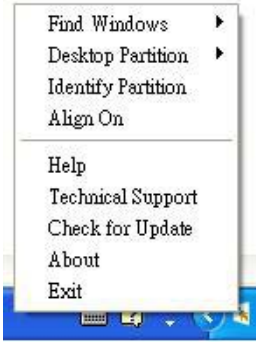 Find Windows
Desktop Partition
Identify Partition
Align On
Help
Technical Support
Check for Update
About
Exit